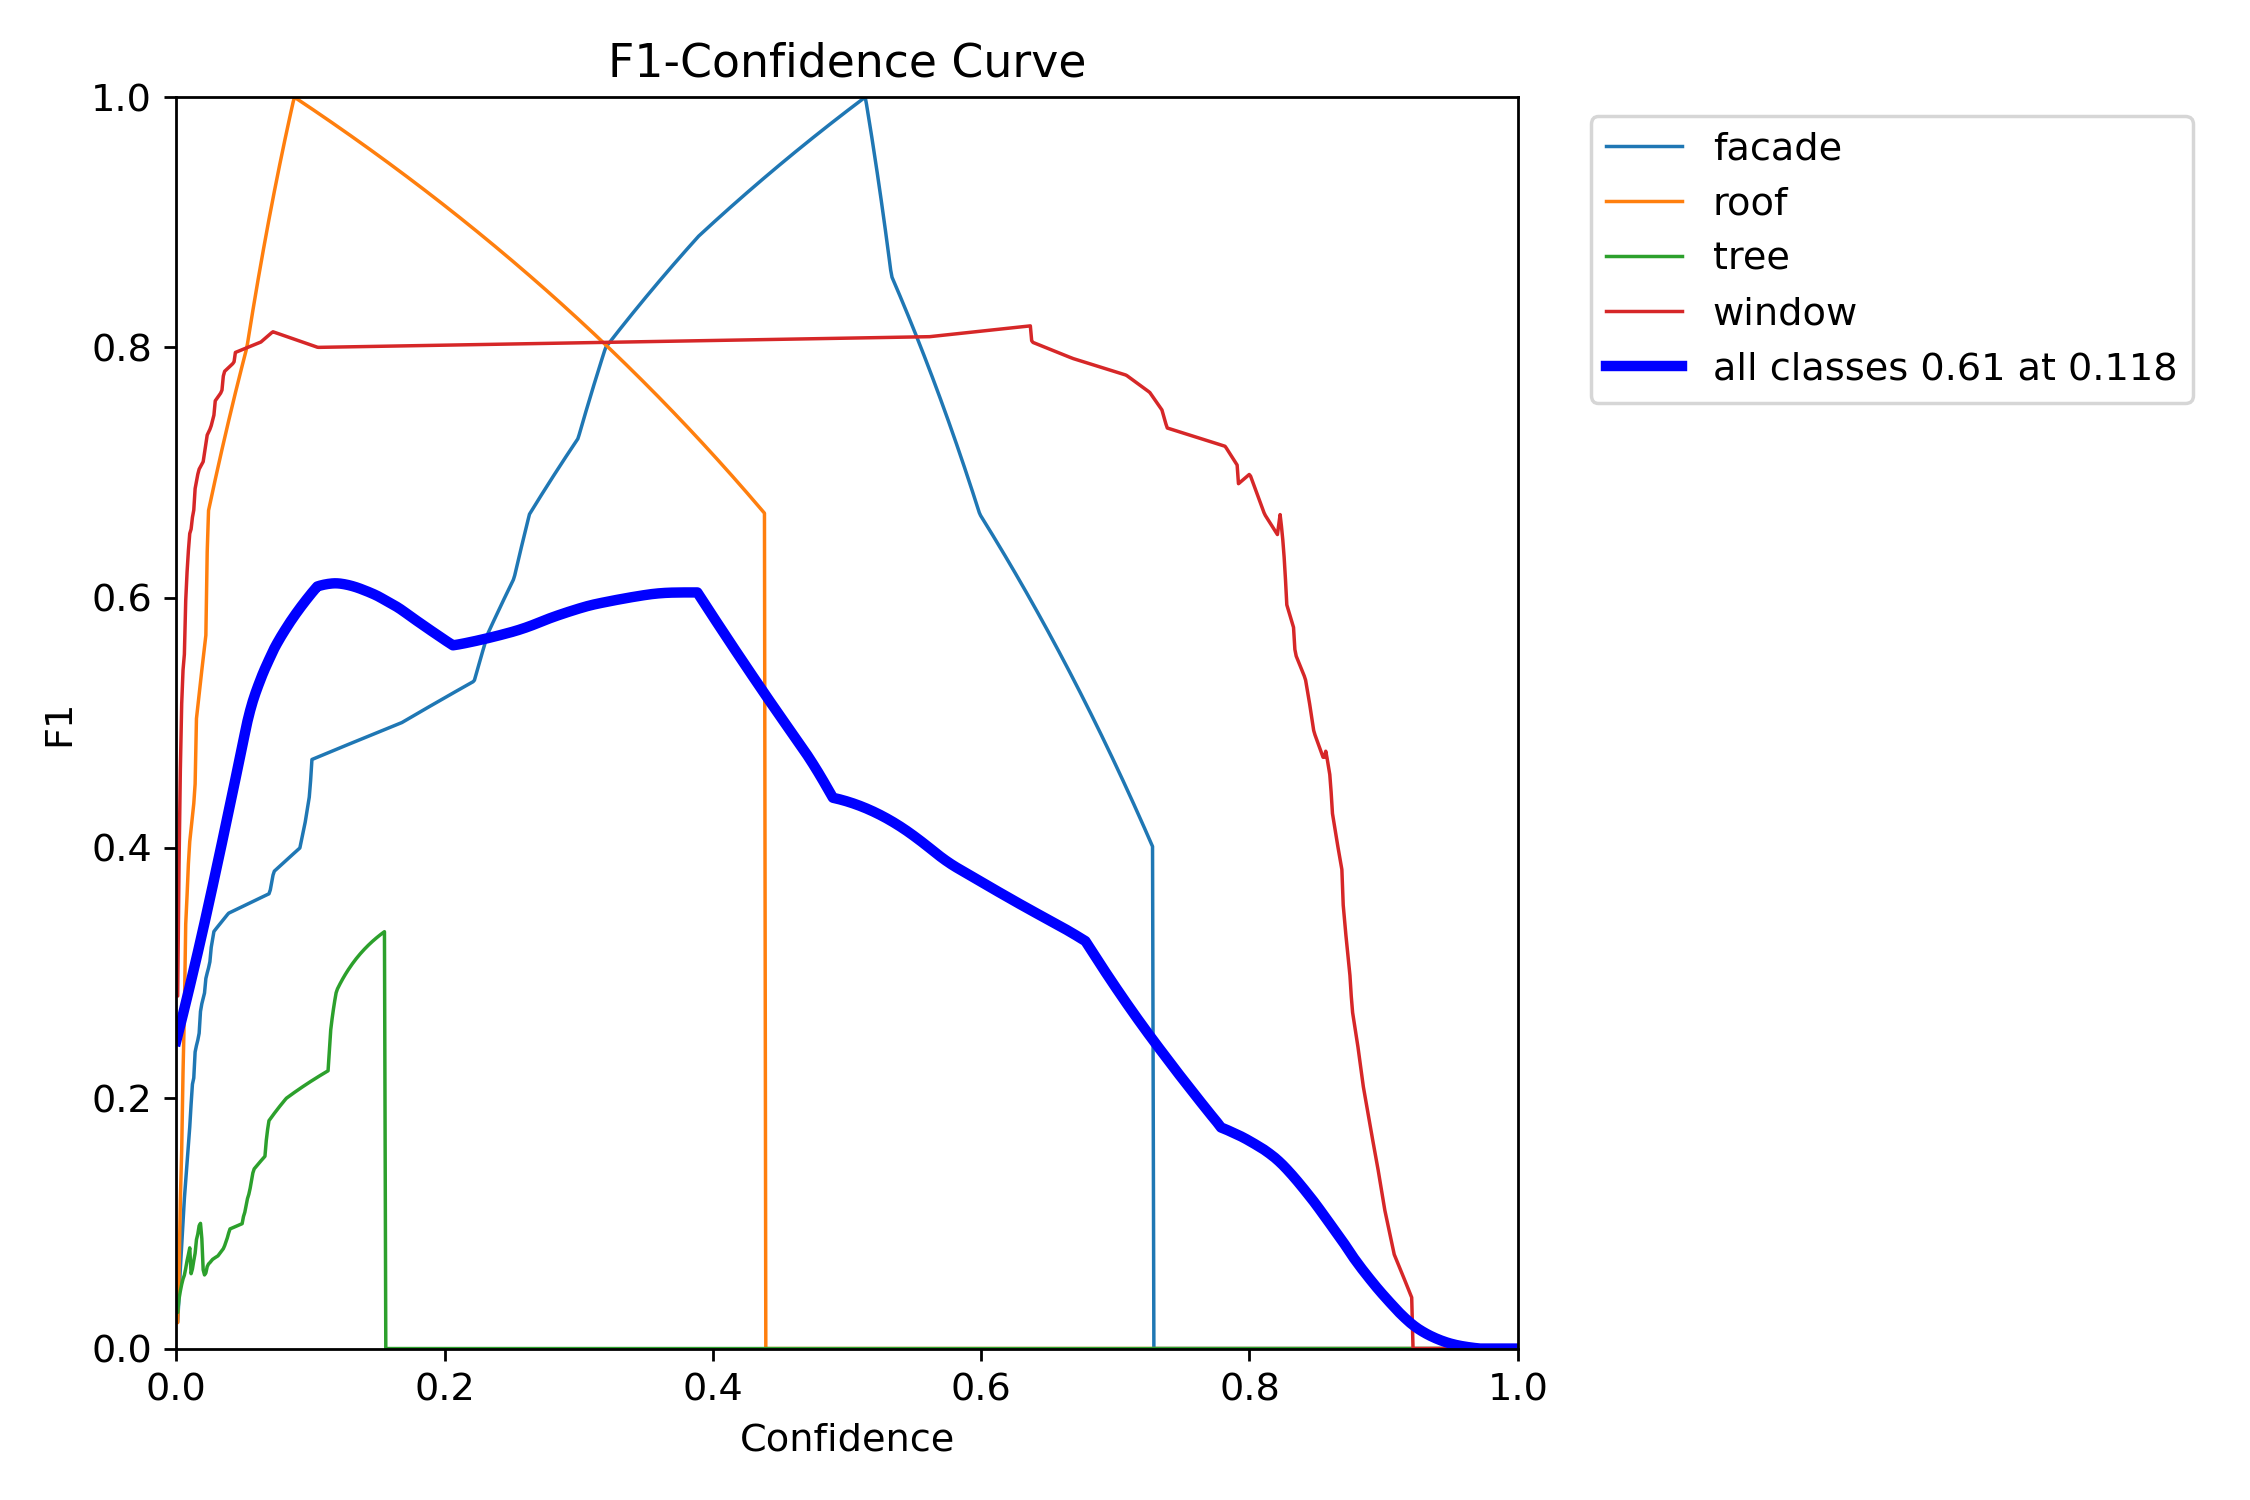 F1-Confidence Curve
1.0
0.8
0.6
0.4
0.2
0.0
F1
0.0 0.2 0.4 0.6 0.8 1.0
Confidence
facade
roof
tree
window
all classes 0.61 at 0.118